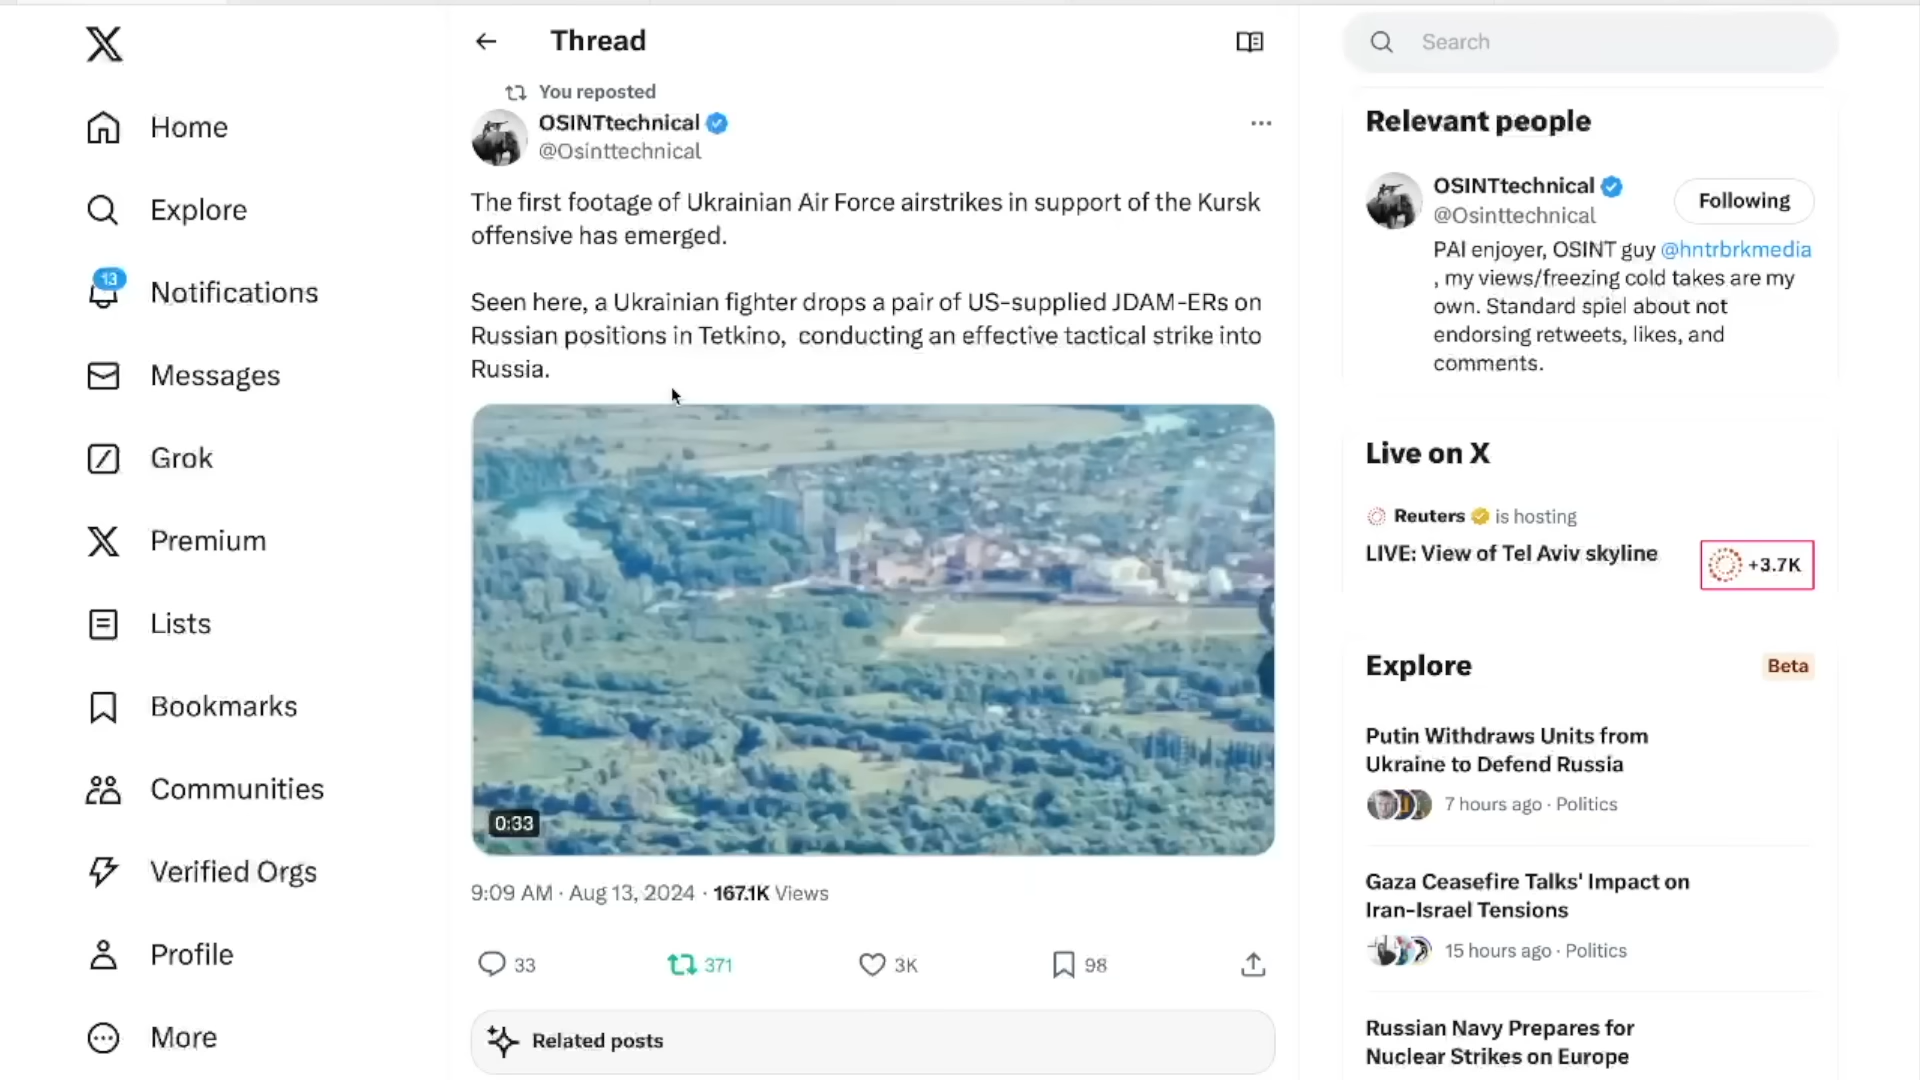 Home
Explore
13
Notifications
Messages
Grok
Premium
Lists
Bookmarks
Communities
Verified Orgs
Profile
More
Thread
You reposted
OSINTtechnical
@Osinttechnical
The first footage of Ukrainian Air Force airstrikes in support of the Kursk
offensive has emerged.
Seen here, a Ukrainian fighter drops a pair of US-supplied JDAM-ERs on
Russian positions in Tetkino,  conducting an effective tactical strike into
Russia.
0:33
9:09 AM · Aug 13, 2024 · 167.1K Views
33
371
3K
98
Related posts
Search
Relevant people
OSINTtechnical
@Osinttechnical
Following
PAI enjoyer, OSINT guy @hntrbrkmedia
, my views/freezing cold takes are my
own. Standard spiel about not
endorsing retweets, likes, and
comments.
Live on X
Reuters is hosting
LIVE: View of Tel Aviv skyline
+3.7K
Explore
Beta
Putin Withdraws Units from
Ukraine to Defend Russia
7 hours ago · Politics
Gaza Ceasefire Talks' Impact on
Iran-Israel Tensions
15 hours ago · Politics
Russian Navy Prepares for
Nuclear Strikes on Europe